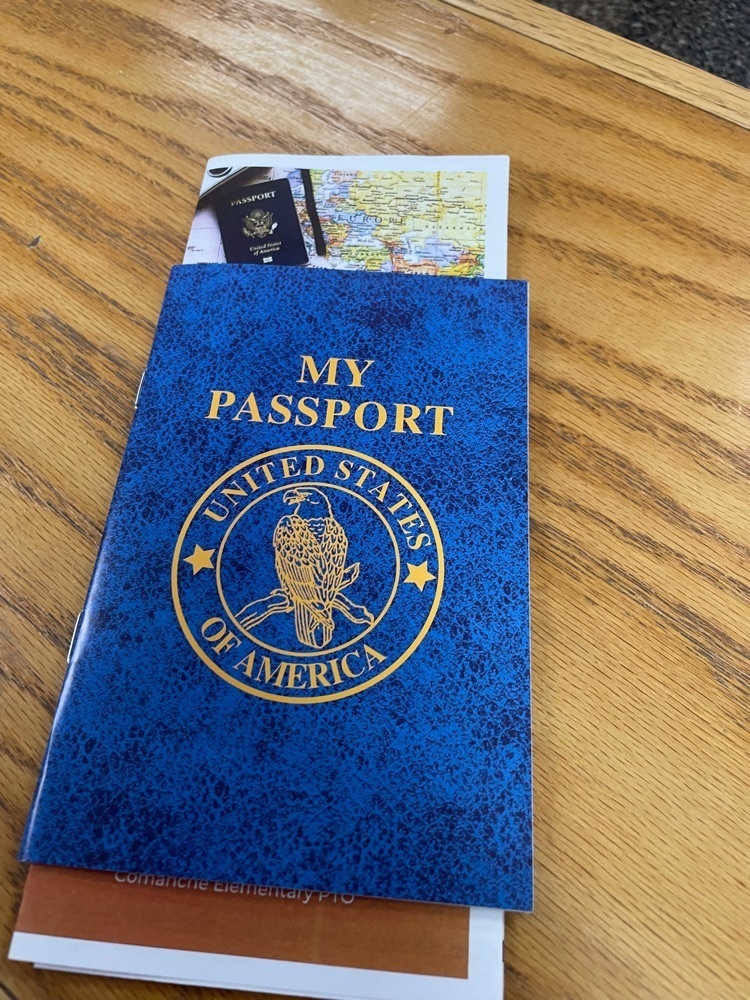 PASSPORT
United States
of America
EUROPE
MY
PASSPORT
UNITED STATES
OF AMERICA
Comanche Elementary PTO